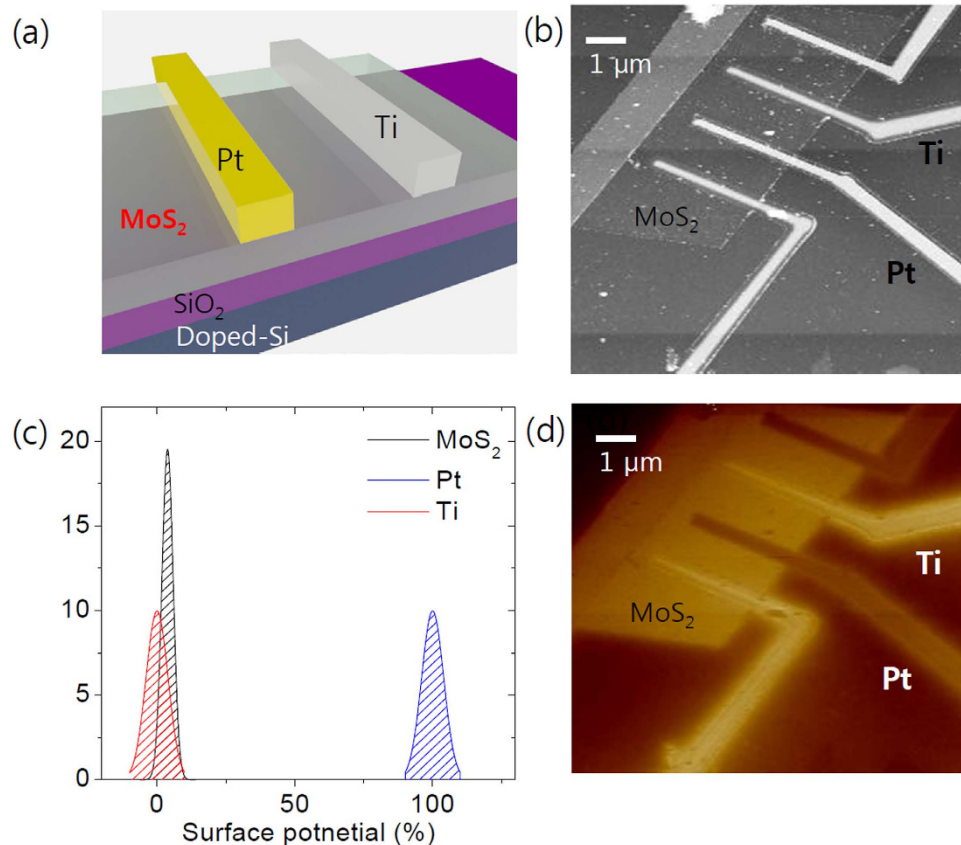 (a)
Pt
Ti
MoS₂
SiO₂
Doped-Si
(b)
1 μm
Ti
MoS₂
Pt
(c)
20
15
10
5
0
MoS₂
Pt
Ti
0
50
100
Surface potnetial (%)
(d)
1 μm
Ti
MoS₂
Pt